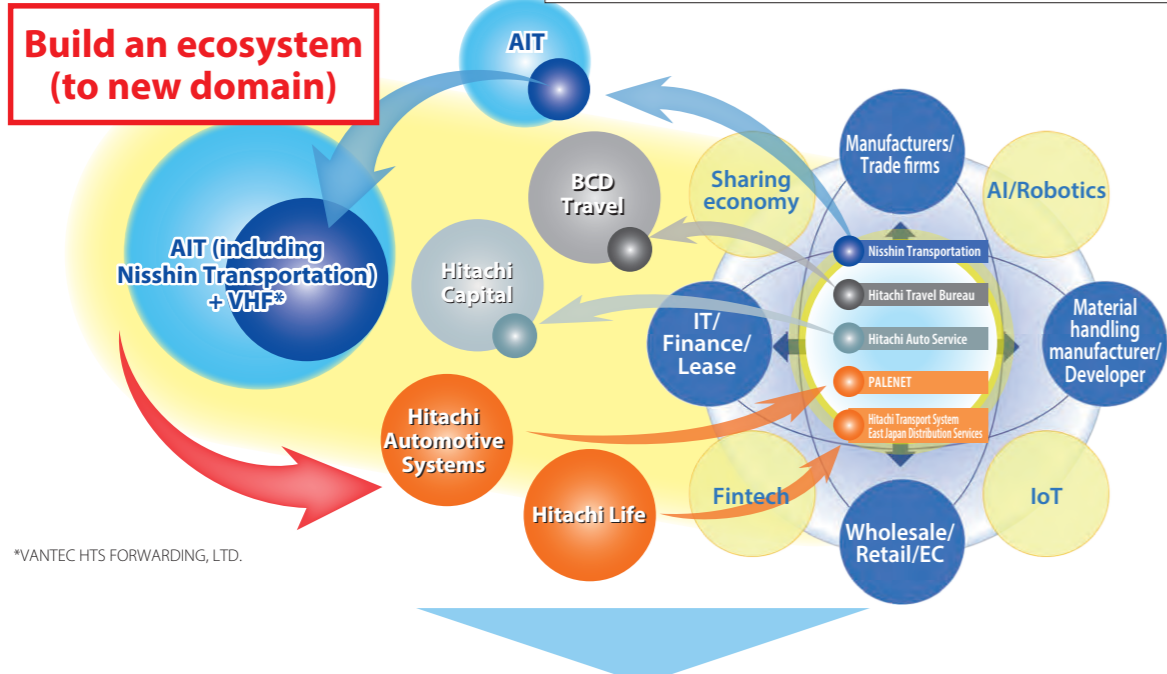 Build an ecosystem
(to new domain)
AIT
AIT (including
Nisshin Transportation)
+ VHF*
BCD
Travel
Hitachi
Capital
Hitachi
Automotive
Systems
Hitachi Life
Sharing
economy
Manufacturers/
Trade firms
AI/Robotics
Nisshin Transportation
Hitachi Travel Bureau
Hitachi Auto Service
PALENET
Hitachi Transport System
East Japan Distribution Services
IT/
Finance/
Lease
Material
handling
manufacturer/
Developer
Fintech
Wholesale/
Retail/EC
IoT
*VANTEC HTS FORWARDING, LTD.